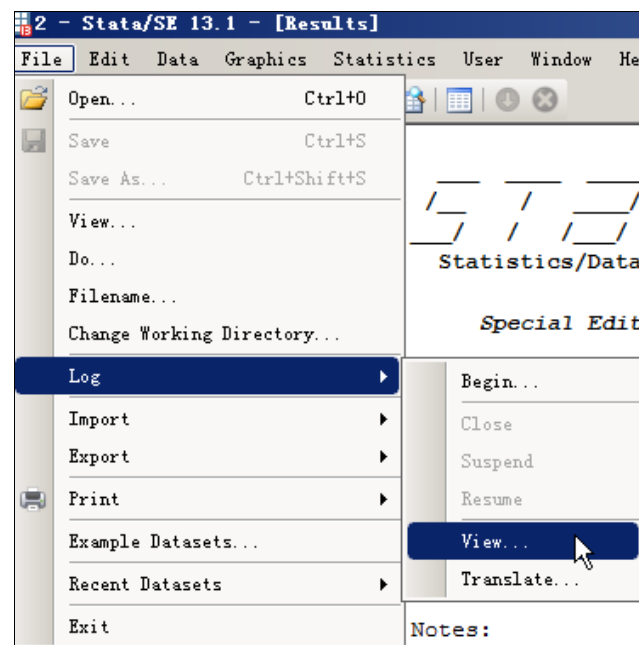 2 - Stata/SE 13.1 - [Results]
File Edit Data Graphics Statistics User Window He
Open... Ctrl+O
Save Ctrl+S
Save As... Ctrl+Shift+S
View...
Do...
Filename...
Change Working Directory...
Log
Import
Export
Print
Example Datasets...
Recent Datasets
Exit
Statistics/Data
Special Edit
Begin...
Close
Suspend
Resume
View...
Translate...
Notes: